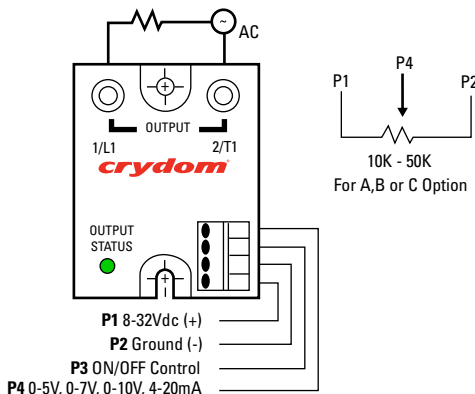 ~ AC
OUTPUT
1/L1 2/T1
crydom
OUTPUT
STATUS
P1 8-32Vdc (+)
P2 Ground (-)
P3 ON/OFF Control
P4 0-5V, 0-7V, 0-10V, 4-20mA
P4
P1 P2
10K - 50K
For A,B or C Option